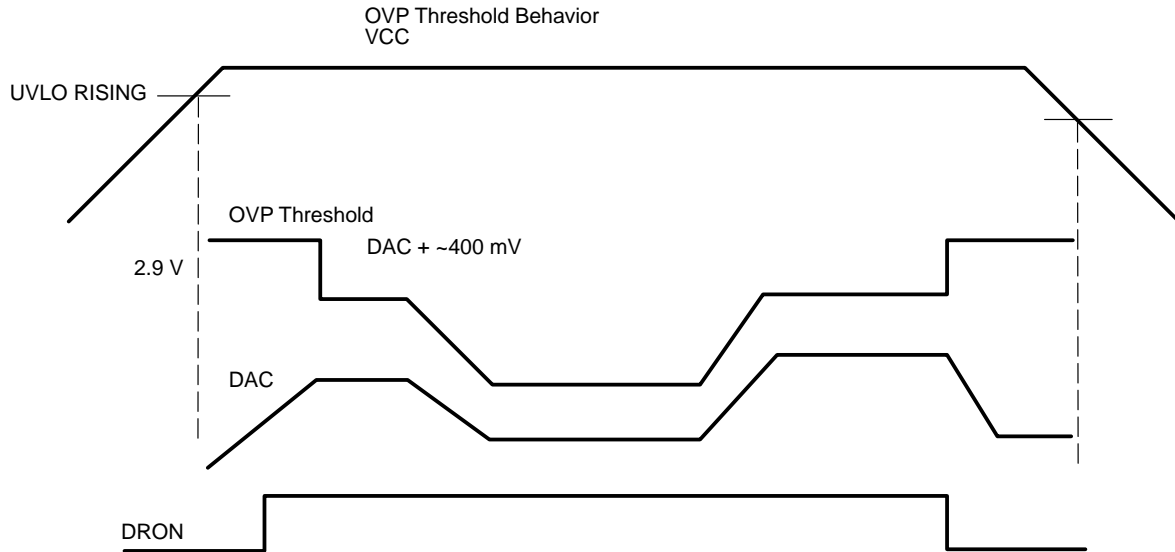 OVP Threshold Behavior
VCC
UVLO RISING
OVP Threshold
DAC + ~400 mV
2.9 V
DAC
DRON